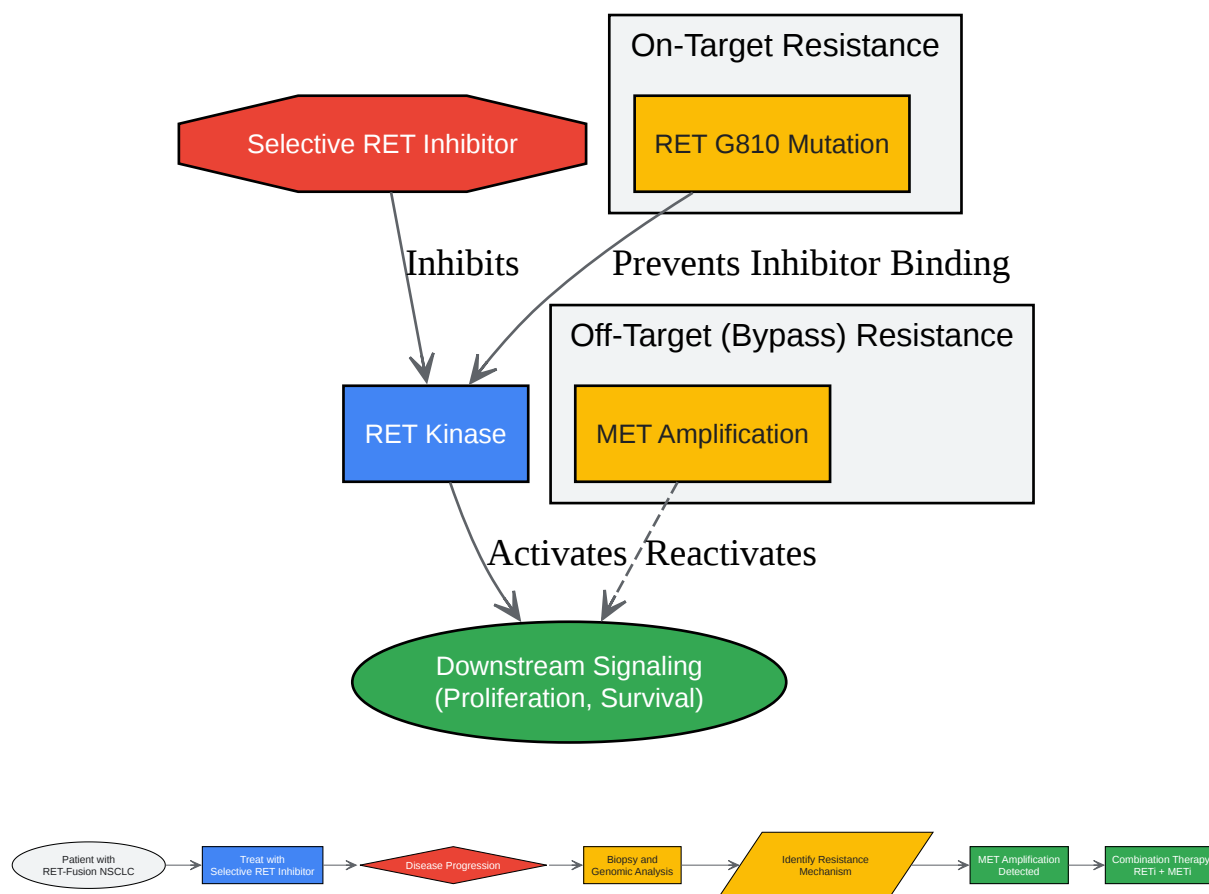 On-Target Resistance
Selective RET Inhibitor
RET G810 Mutation
Inhibits
Prevents Inhibitor Binding
Off-Target (Bypass) Resistance
RET Kinase
MET Amplification
Activates
Reactivates
Downstream Signaling
(Proliferation, Survival)
Patient with
RET-Fusion NSCLC
Treat with
Selective RET Inhibitor
Disease Progression
Biopsy and
Genomic Analysis
Identify Resistance
Mechanism
MET Amplification
Detected
Combination Therapy
RETi + METi